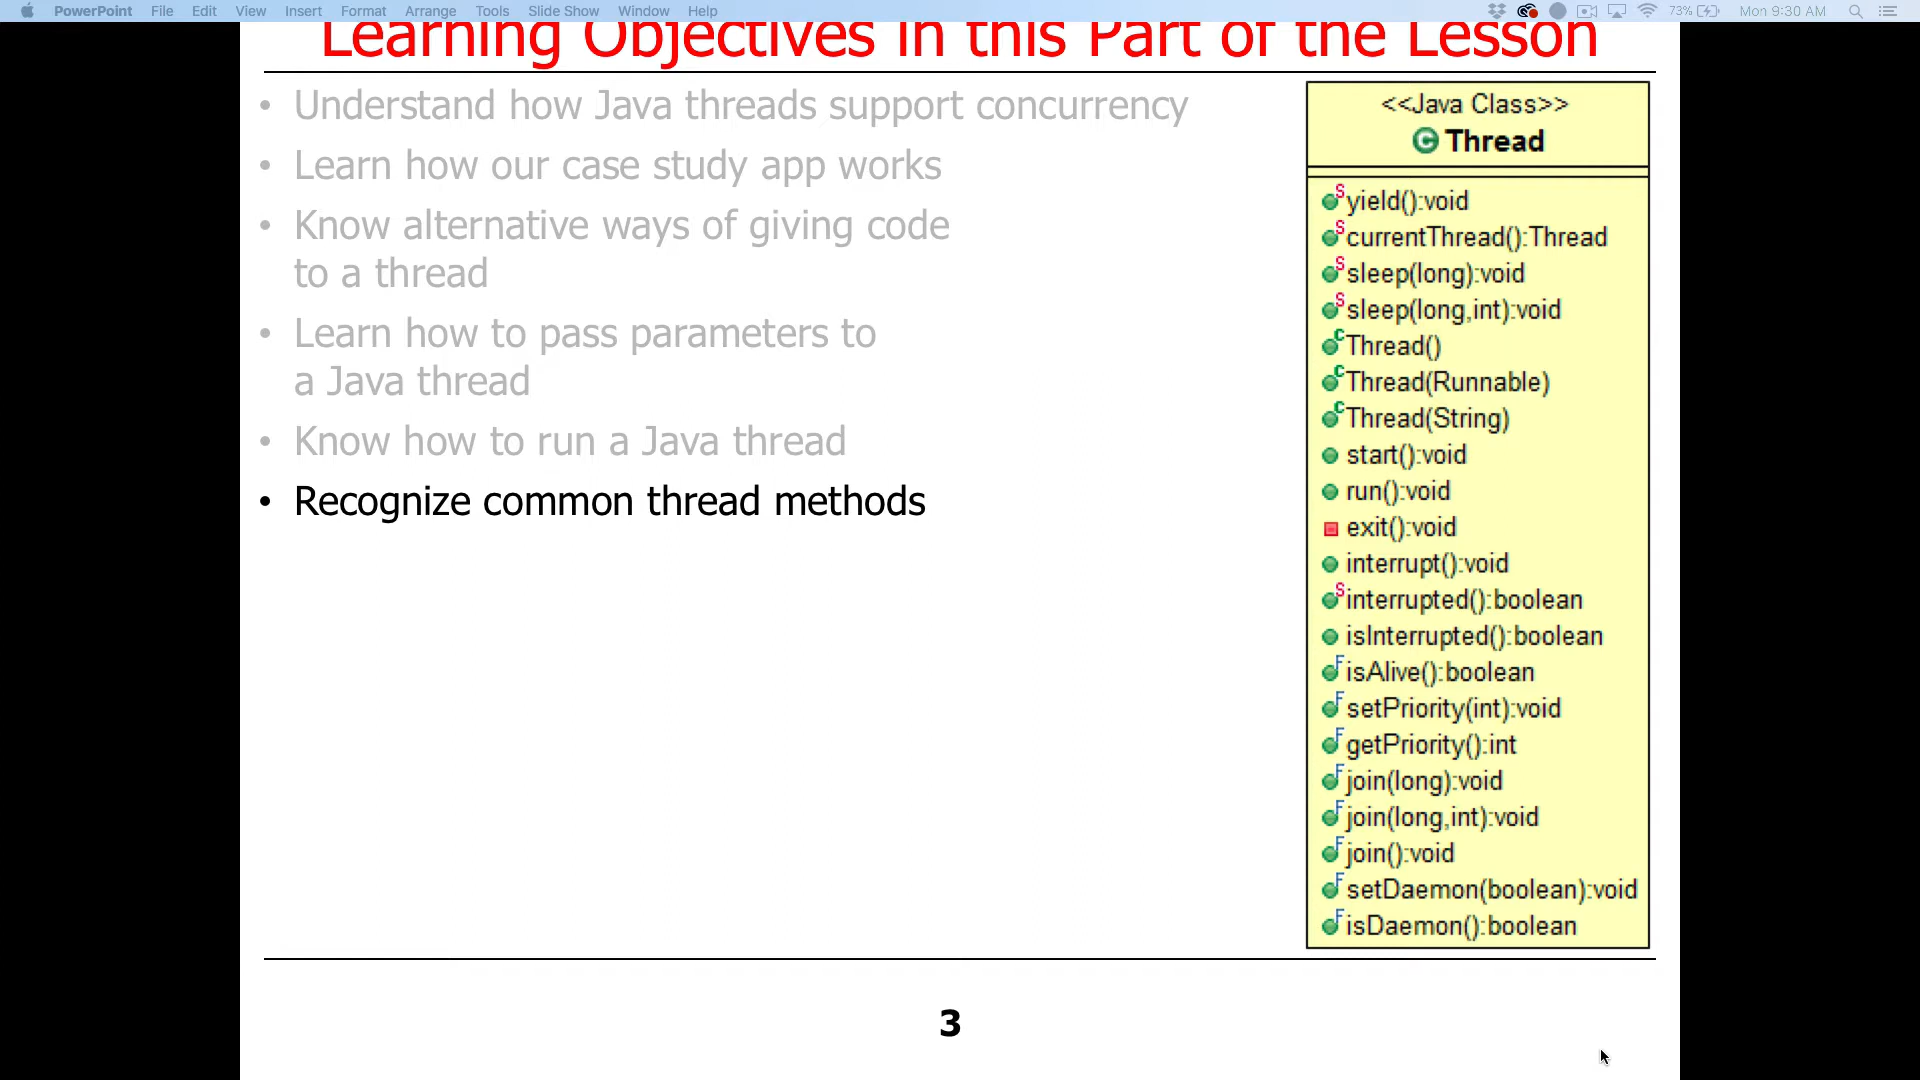 PowerPoint File Edit View Insert Format Arrange Tools Slide Show Window Help 73% Mon 9:30 AM
Learning Objectives in this Part of the Lesson
• Understand how Java threads support concurrency
• Learn how our case study app works
• Know alternative ways of giving code
to a thread
• Learn how to pass parameters to
a Java thread
• Know how to run a Java thread
• Recognize common thread methods
<<Java Class>>
C Thread
S yield():void
S currentThread():Thread
S sleep(long):void
S sleep(long,int):void
C Thread()
C Thread(Runnable)
C Thread(String)
start():void
run():void
exit():void
interrupt():void
S interrupted():boolean
isInterrupted():boolean
F isAlive():boolean
F setPriority(int):void
F getPriority():int
F join(long):void
F join(long,int):void
F join():void
F setDaemon(boolean):void
F isDaemon():boolean
3